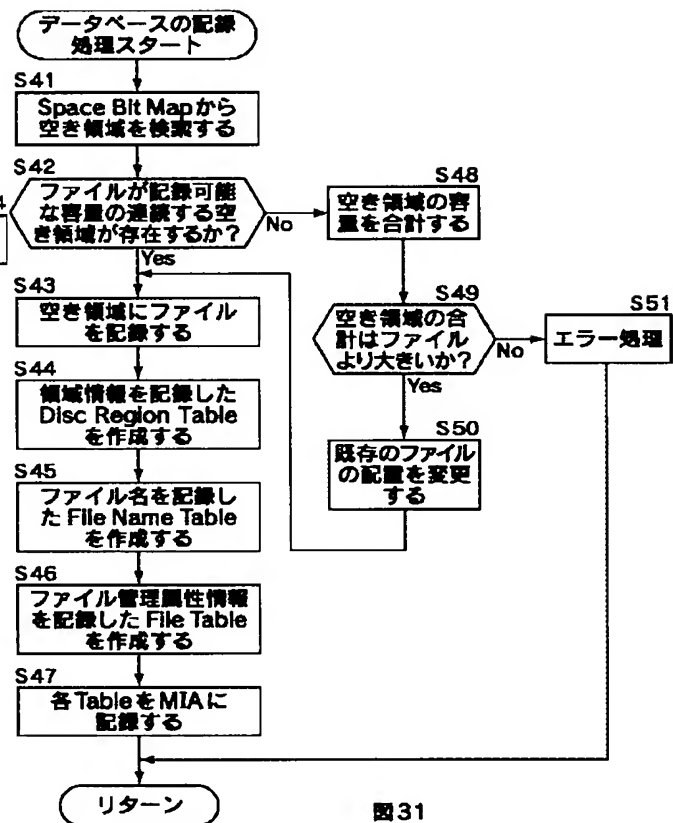 データベースの記録
処理スタート
S41
Space Bit Mapから
空き領域を検索する
S42
ファイルが記録可能
な容量の連続する空
き領域が存在するか？
No
Yes
S43
空き領域にファイル
を記録する
S44
領域情報を記録した
Disc Region Table
を作成する
S45
ファイル名を記録し
た File Name Table
を作成する
S46
ファイル管理属性情報
を記録した File Table
を作成する
S47
各TableをMIAに
記録する
リターン
S48
空き領域の容
量を合計する
S49
空き領域の合
計はファイル
より大きいか？
No
Yes
S50
既存のファイル
の配置を変更
する
S51
エラー処理
4
図31